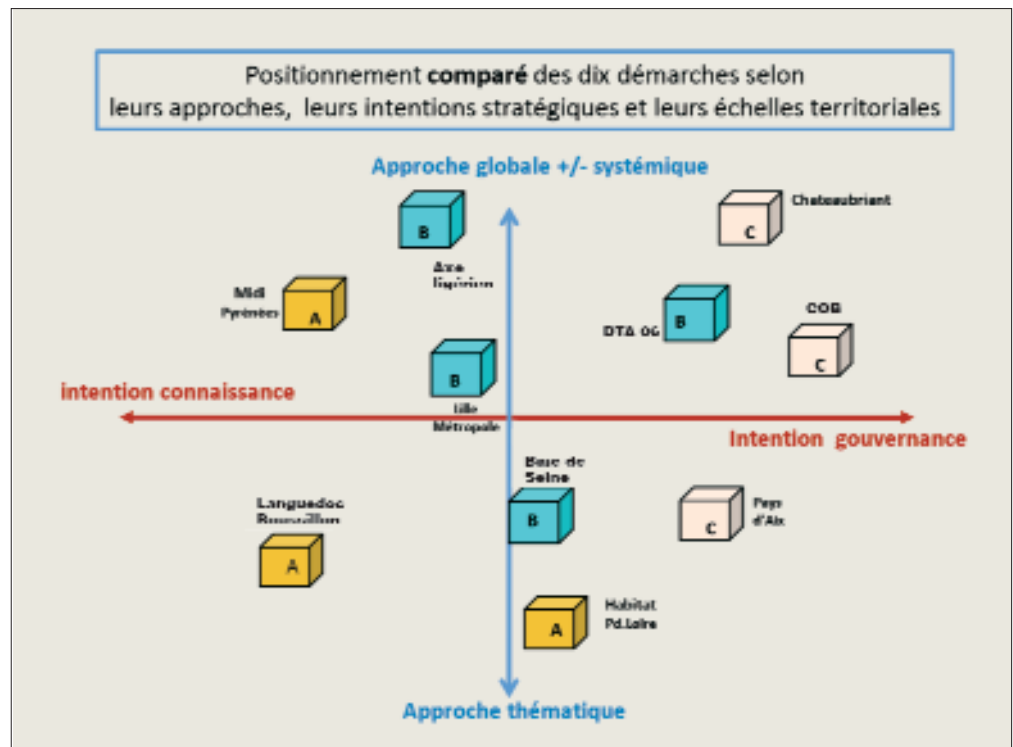 Positionnement comparé des dix démarches selon
leurs approches, leurs intentions stratégiques et leurs échelles territoriales
Approche globale +/- systémique
B
C
Chateaubriant
Axe
ligérien
Midi
Pyrénées
A
B
DTA 06
COB
C
B
intention connaissance
Lille
Métropole
Intention gouvernance
Baie de
Seine
Languedoc
Roussillon
B
C
Pays
d'Aix
A
A
Habitat
Pd.Loire
Approche thématique